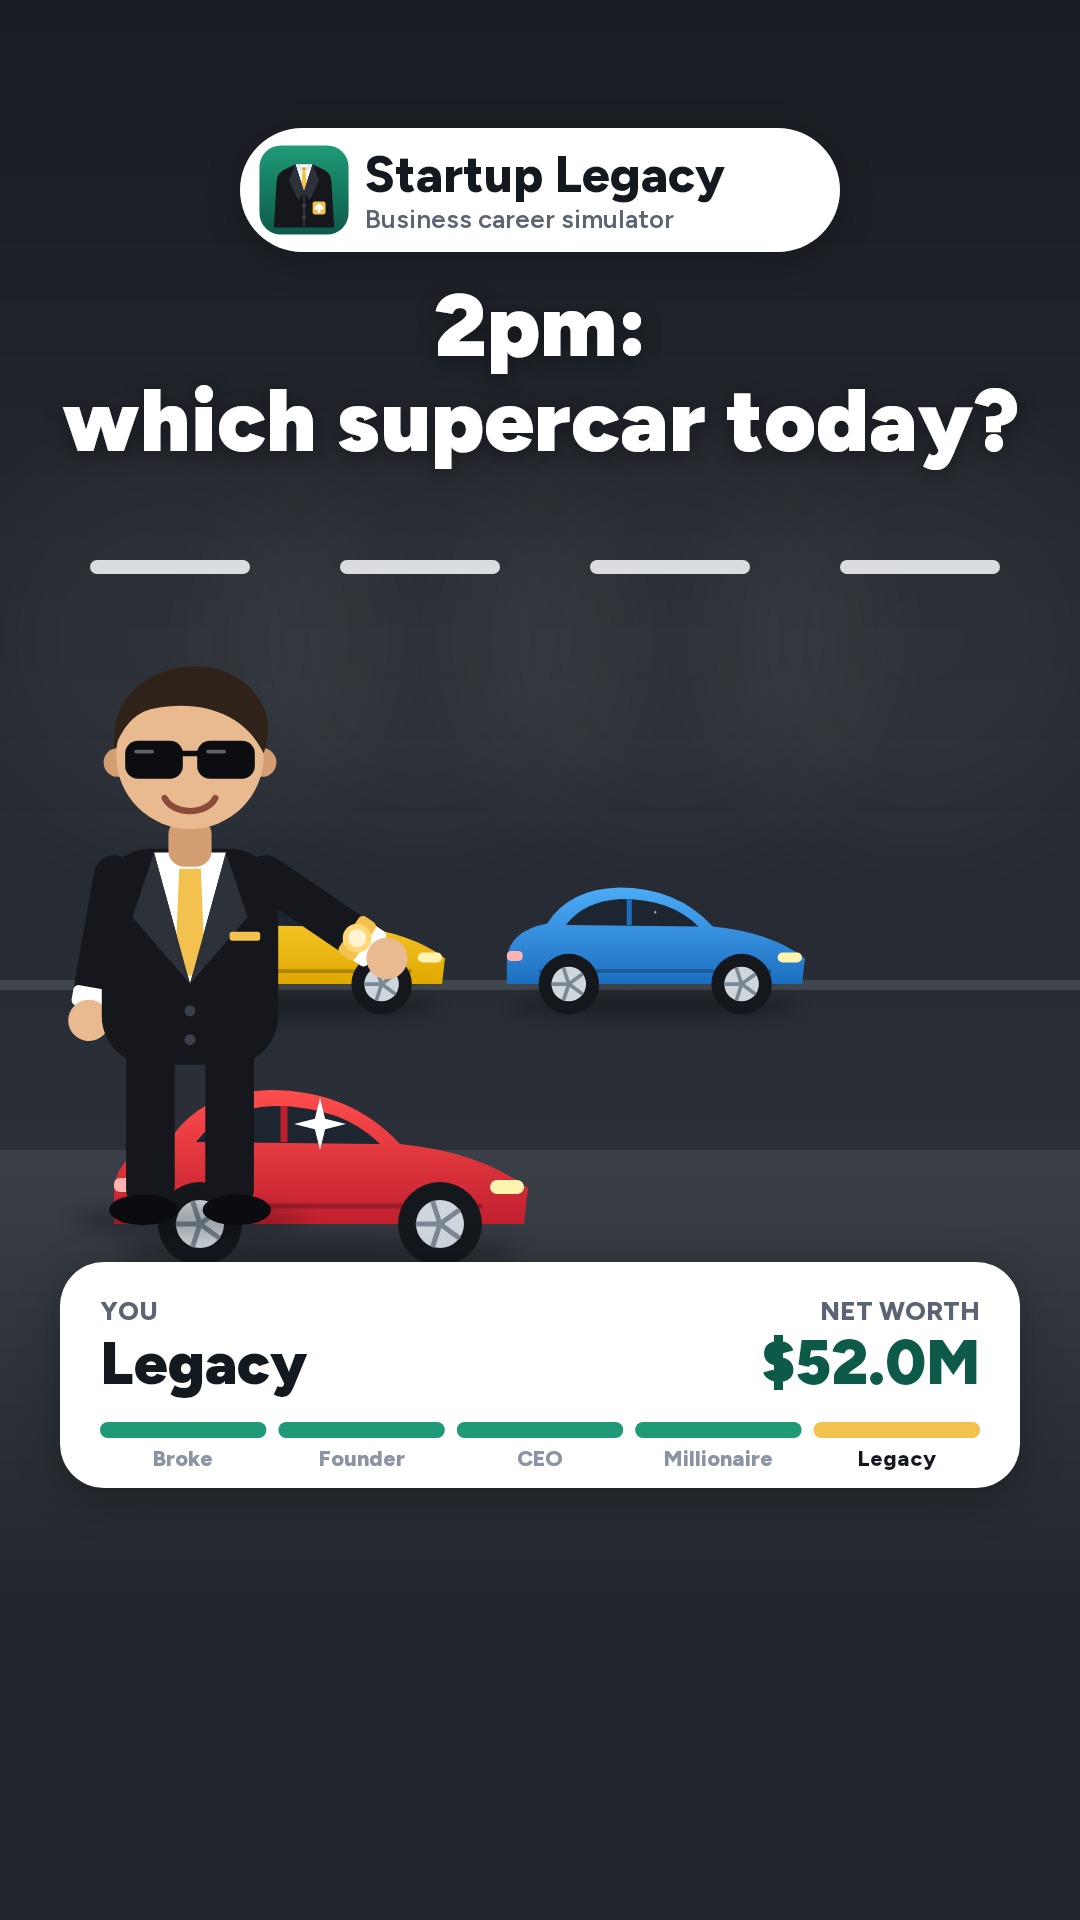 Startup Legacy
Business career simulator
2pm:
which supercar today?
YOU
NET WORTH
Legacy
$52.0M
Broke
Founder
CEO
Millionaire
Legacy